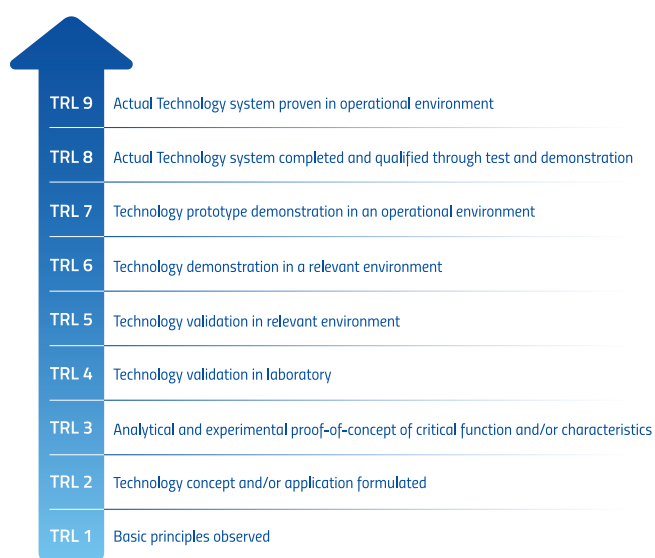 TRL 9 Actual Technology system proven in operational environment
TRL 8 Actual Technology system completed and qualified through test and demonstration
TRL 7 Technology prototype demonstration in an operational environment
TRL 6 Technology demonstration in a relevant environment
TRL 5 Technology validation in relevant environment
TRL 4 Technology validation in laboratory
TRL 3 Analytical and experimental proof-of-concept of critical function and/or characteristics
TRL 2 Technology concept and/or application formulated
TRL 1 Basic principles observed